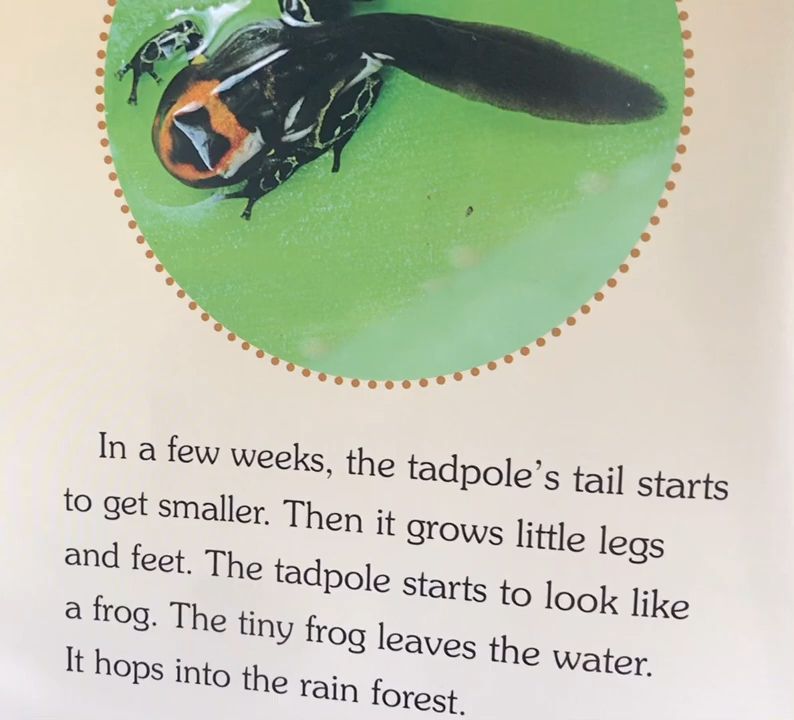 In a few weeks, the tadpole's tail starts
to get smaller. Then it grows little legs
and feet. The tadpole starts to look like
a frog. The tiny frog leaves the water.
It hops into the rain forest.